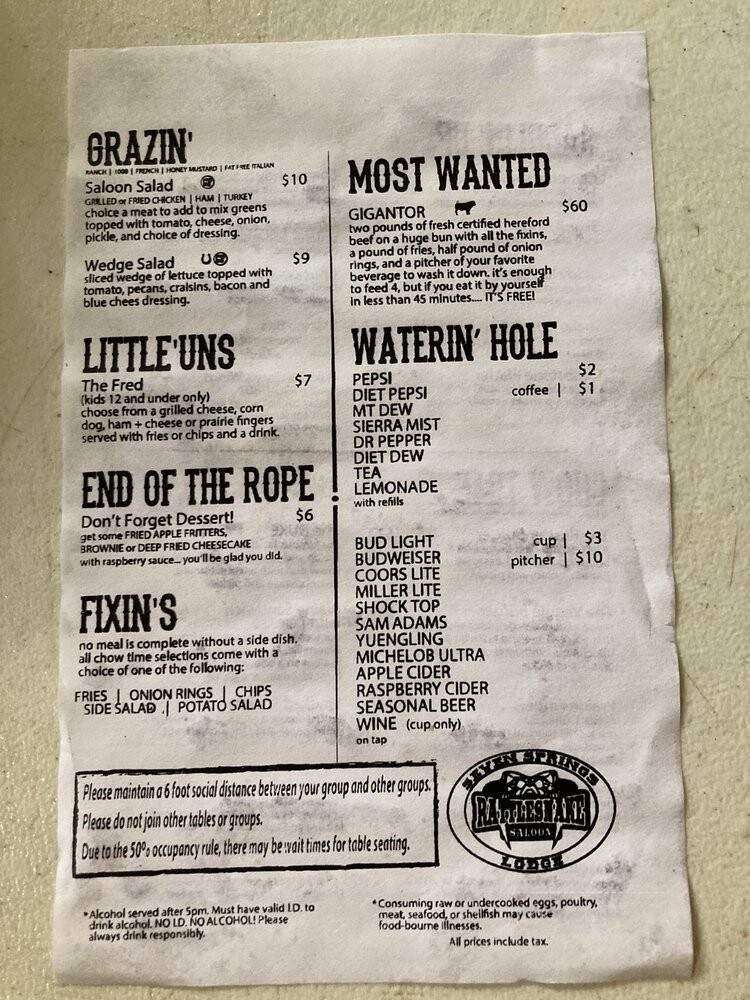 GRAZIN'
RANCH | 1000 | FRENCH | HONEY MUSTARD | FAT FREE ITALIAN
Saloon Salad $10
GRILLED or FRIED CHICKEN | HAM | TURKEY
choice a meat to add to mix greens
topped with tomato, cheese, onion,
pickle, and choice of dressing.
Wedge Salad $9
sliced wedge of lettuce topped with
tomato, pecans, craisins, bacon and
blue chees dressing.
LITTLE'UNS
The Fred $7
(kids 12 and under only)
choose from a grilled cheese, corn
dog, ham + cheese or prairie fingers
served with fries or chips and a drink.
END OF THE ROPE
Don't Forget Dessert! $6
get some FRIED APPLE FRITTERS,
BROWNIE or DEEP FRIED CHEESECAKE
with raspberry sauce... you'll be glad you did.
FIXIN'S
no meal is complete without a side dish.
all chow time selections come with a
choice of one of the following:
FRIES | ONION RINGS | CHIPS
SIDE SALAD | POTATO SALAD
MOST WANTED
GIGANTOR $60
two pounds of fresh certified hereford
beef on a huge bun with all the fixins,
a pound of fries, half pound of onion
rings, and a pitcher of your favorite
beverage to wash it down. it's enough
to feed 4, but if you eat it by yourself
in less than 45 minutes.... IT'S FREE!
WATERIN' HOLE
PEPSI $2
DIET PEPSI coffee | $1
MT DEW
SIERRA MIST
DR PEPPER
DIET DEW
TEA
LEMONADE
with refills
BUD LIGHT cup | $3
BUDWEISER pitcher | $10
COORS LITE
MILLER LITE
SHOCK TOP
SAM ADAMS
YUENGLING
MICHELOB ULTRA
APPLE CIDER
RASPBERRY CIDER
SEASONAL BEER
WINE (cup only)
on tap
Please maintain a 6 foot social distance between your group and other groups.
Please do not join other tables or groups.
Due to the 50% occupancy rule, there may be wait times for table seating.
SEVEN SPRINGS
RATTLESNAKE
SALOON
LODGE
*Alcohol served after 5pm. Must have valid I.D. to
drink alcohol. NO I.D. NO ALCOHOL! Please
always drink responsibly.
*Consuming raw or undercooked eggs, poultry,
meat, seafood, or shellfish may cause
food-bourne illnesses.
All prices include tax.